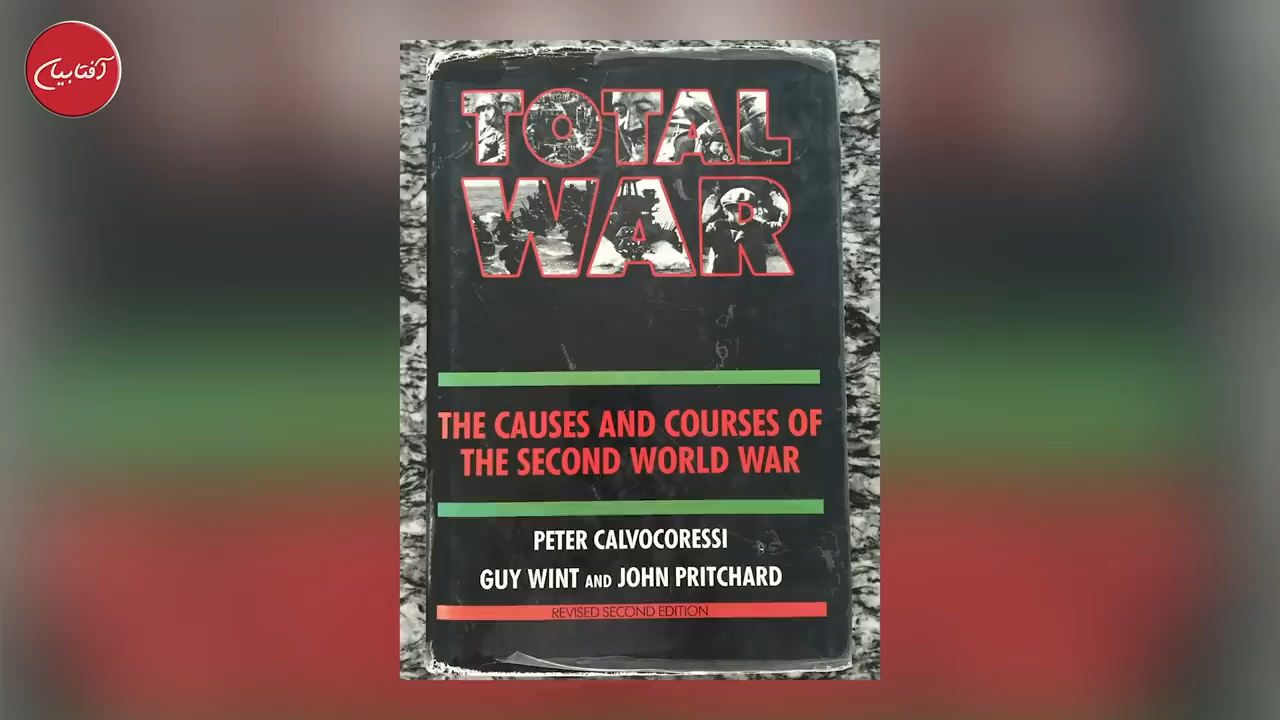 آفتابیان
TOTAL
WAR
THE CAUSES AND COURSES OF
THE SECOND WORLD WAR
PETER CALVOCORESSI
GUY WINT AND JOHN PRITCHARD
REVISED SECOND EDITION